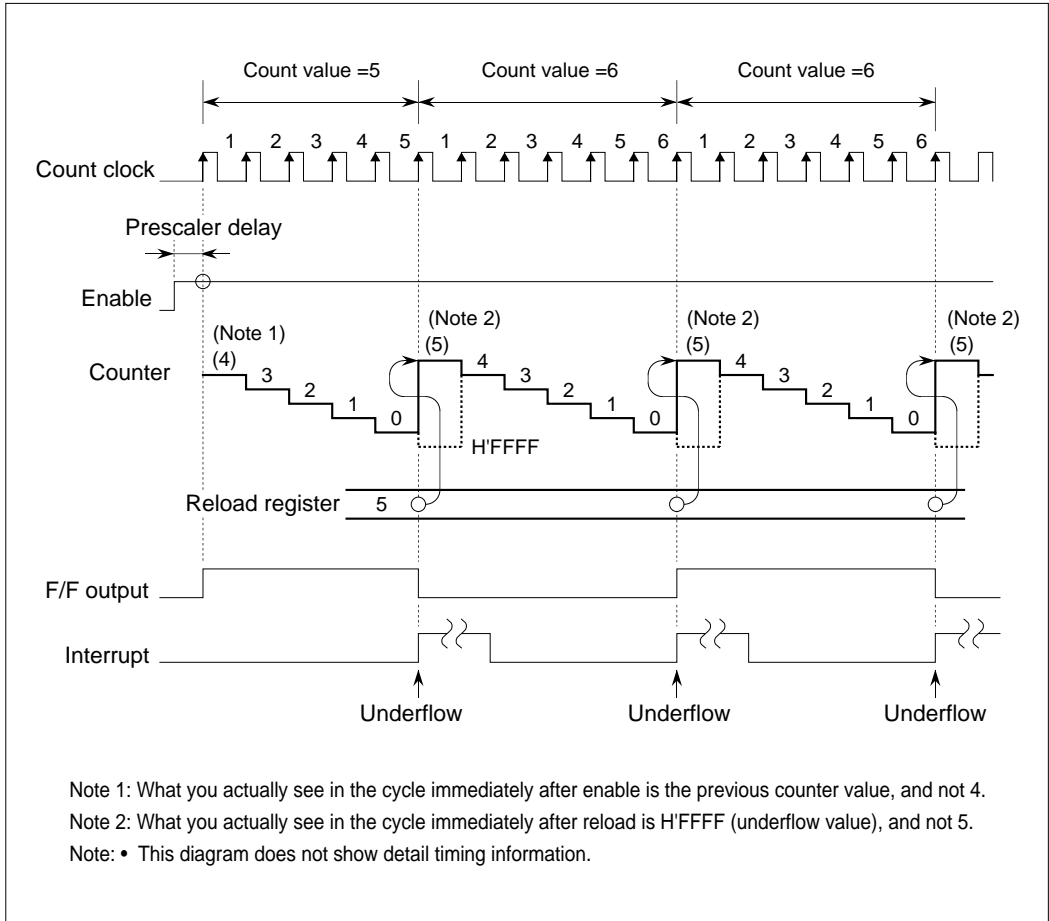 Count value =5 Count value =6 Count value =6
1 2 3 4 5 1 2 3 4 5 6 1 2 3 4 5 6
Count clock
Prescaler delay
Enable
(Note 1) (Note 2) (Note 2) (Note 2)
(4) (5) (5) (5)
Counter 3 2 1 0 4 3 2 1 0 4 3 2 1 0
H'FFFF
Reload register 5
F/F output
Interrupt
Underflow Underflow Underflow
Note 1: What you actually see in the cycle immediately after enable is the previous counter value, and not 4.
Note 2: What you actually see in the cycle immediately after reload is H'FFFF (underflow value), and not 5.
Note: • This diagram does not show detail timing information.